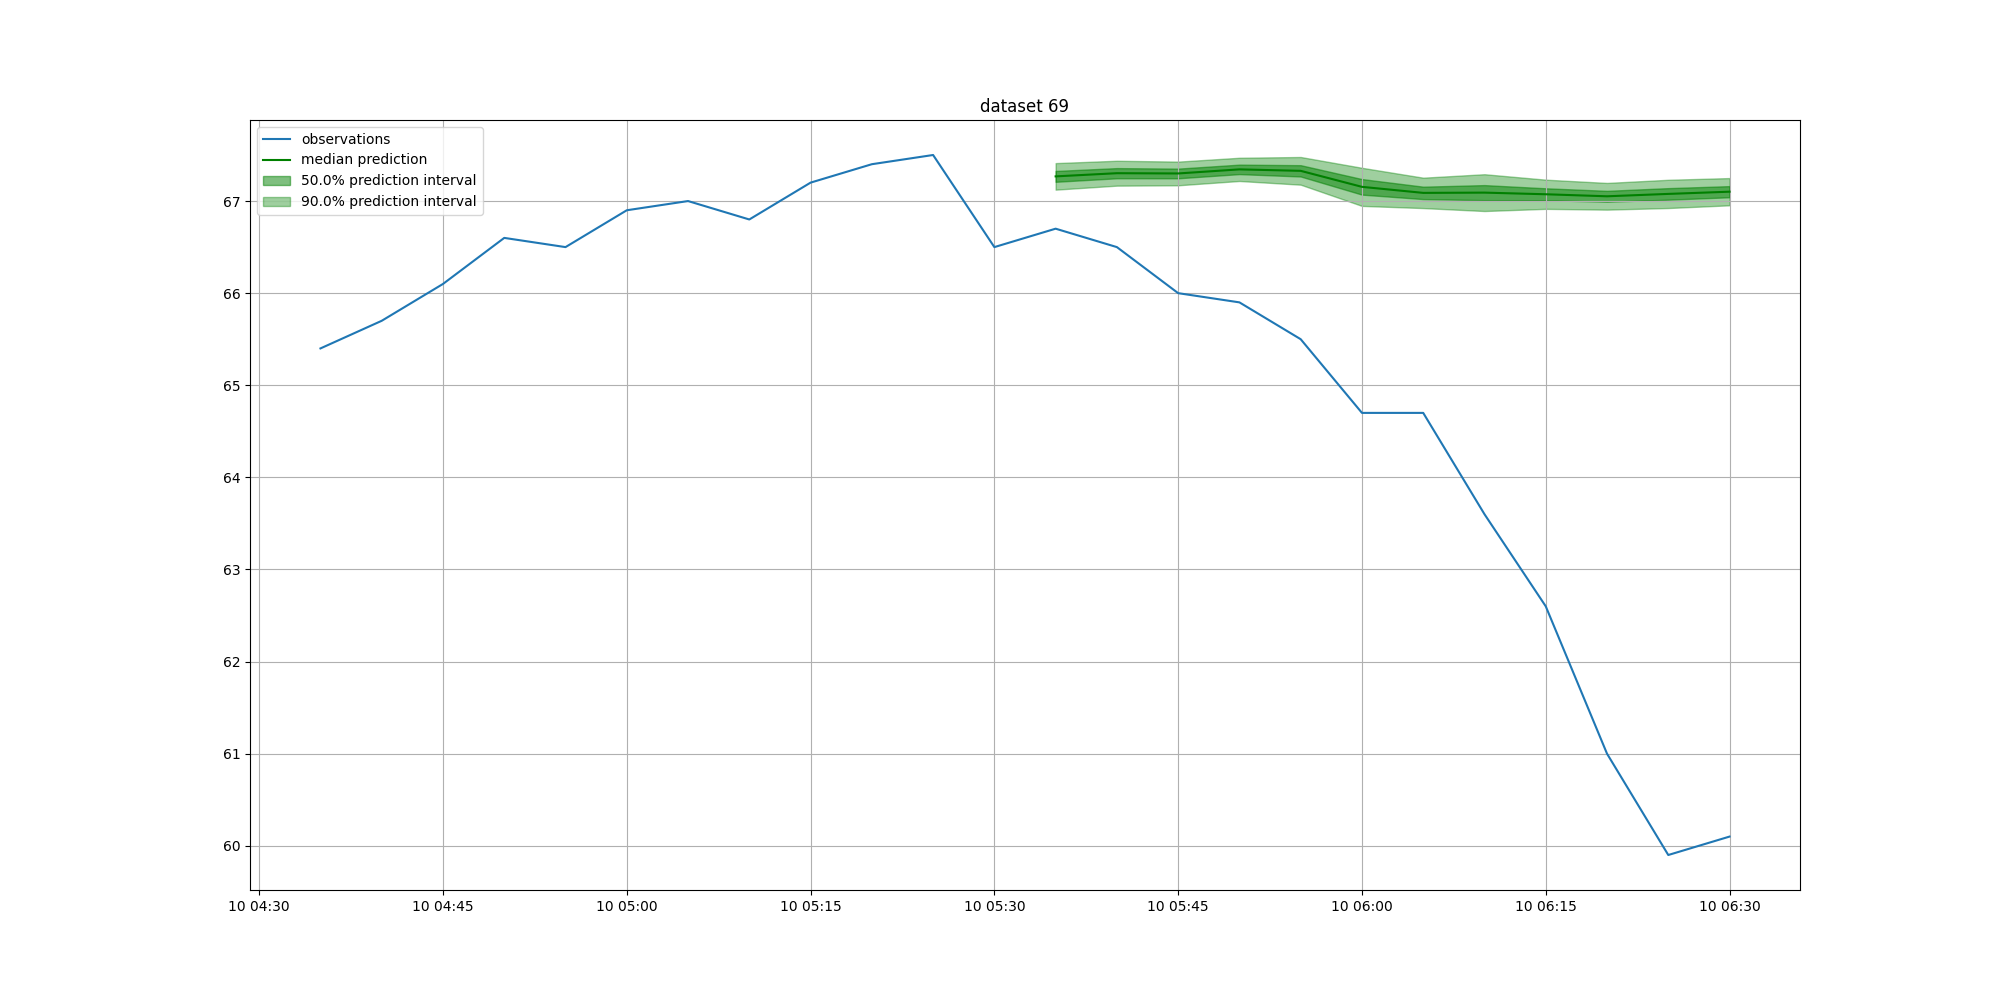 dataset 69
observations
median prediction
50.0% prediction interval
90.0% prediction interval
67
66
65
64
63
62
61
60
10 04:30 10 04:45 10 05:00 10 05:15 10 05:30 10 05:45 10 06:00 10 06:15 10 06:30